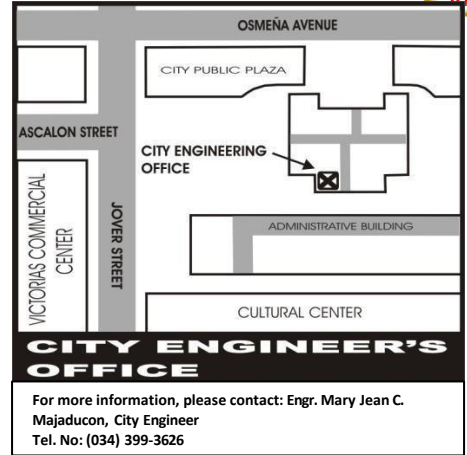 OSMEÑA AVENUE
CITY PUBLIC PLAZA
ASCALON STREET
CITY ENGINEERING
OFFICE
VICTORIAS COMMERCIAL
CENTER
JOVER STREET
ADMINISTRATIVE BUILDING
CULTURAL CENTER
CITY ENGINEER'S
OFFICE
For more information, please contact: Engr. Mary Jean C.
Majaducon, City Engineer
Tel. No: (034) 399-3626